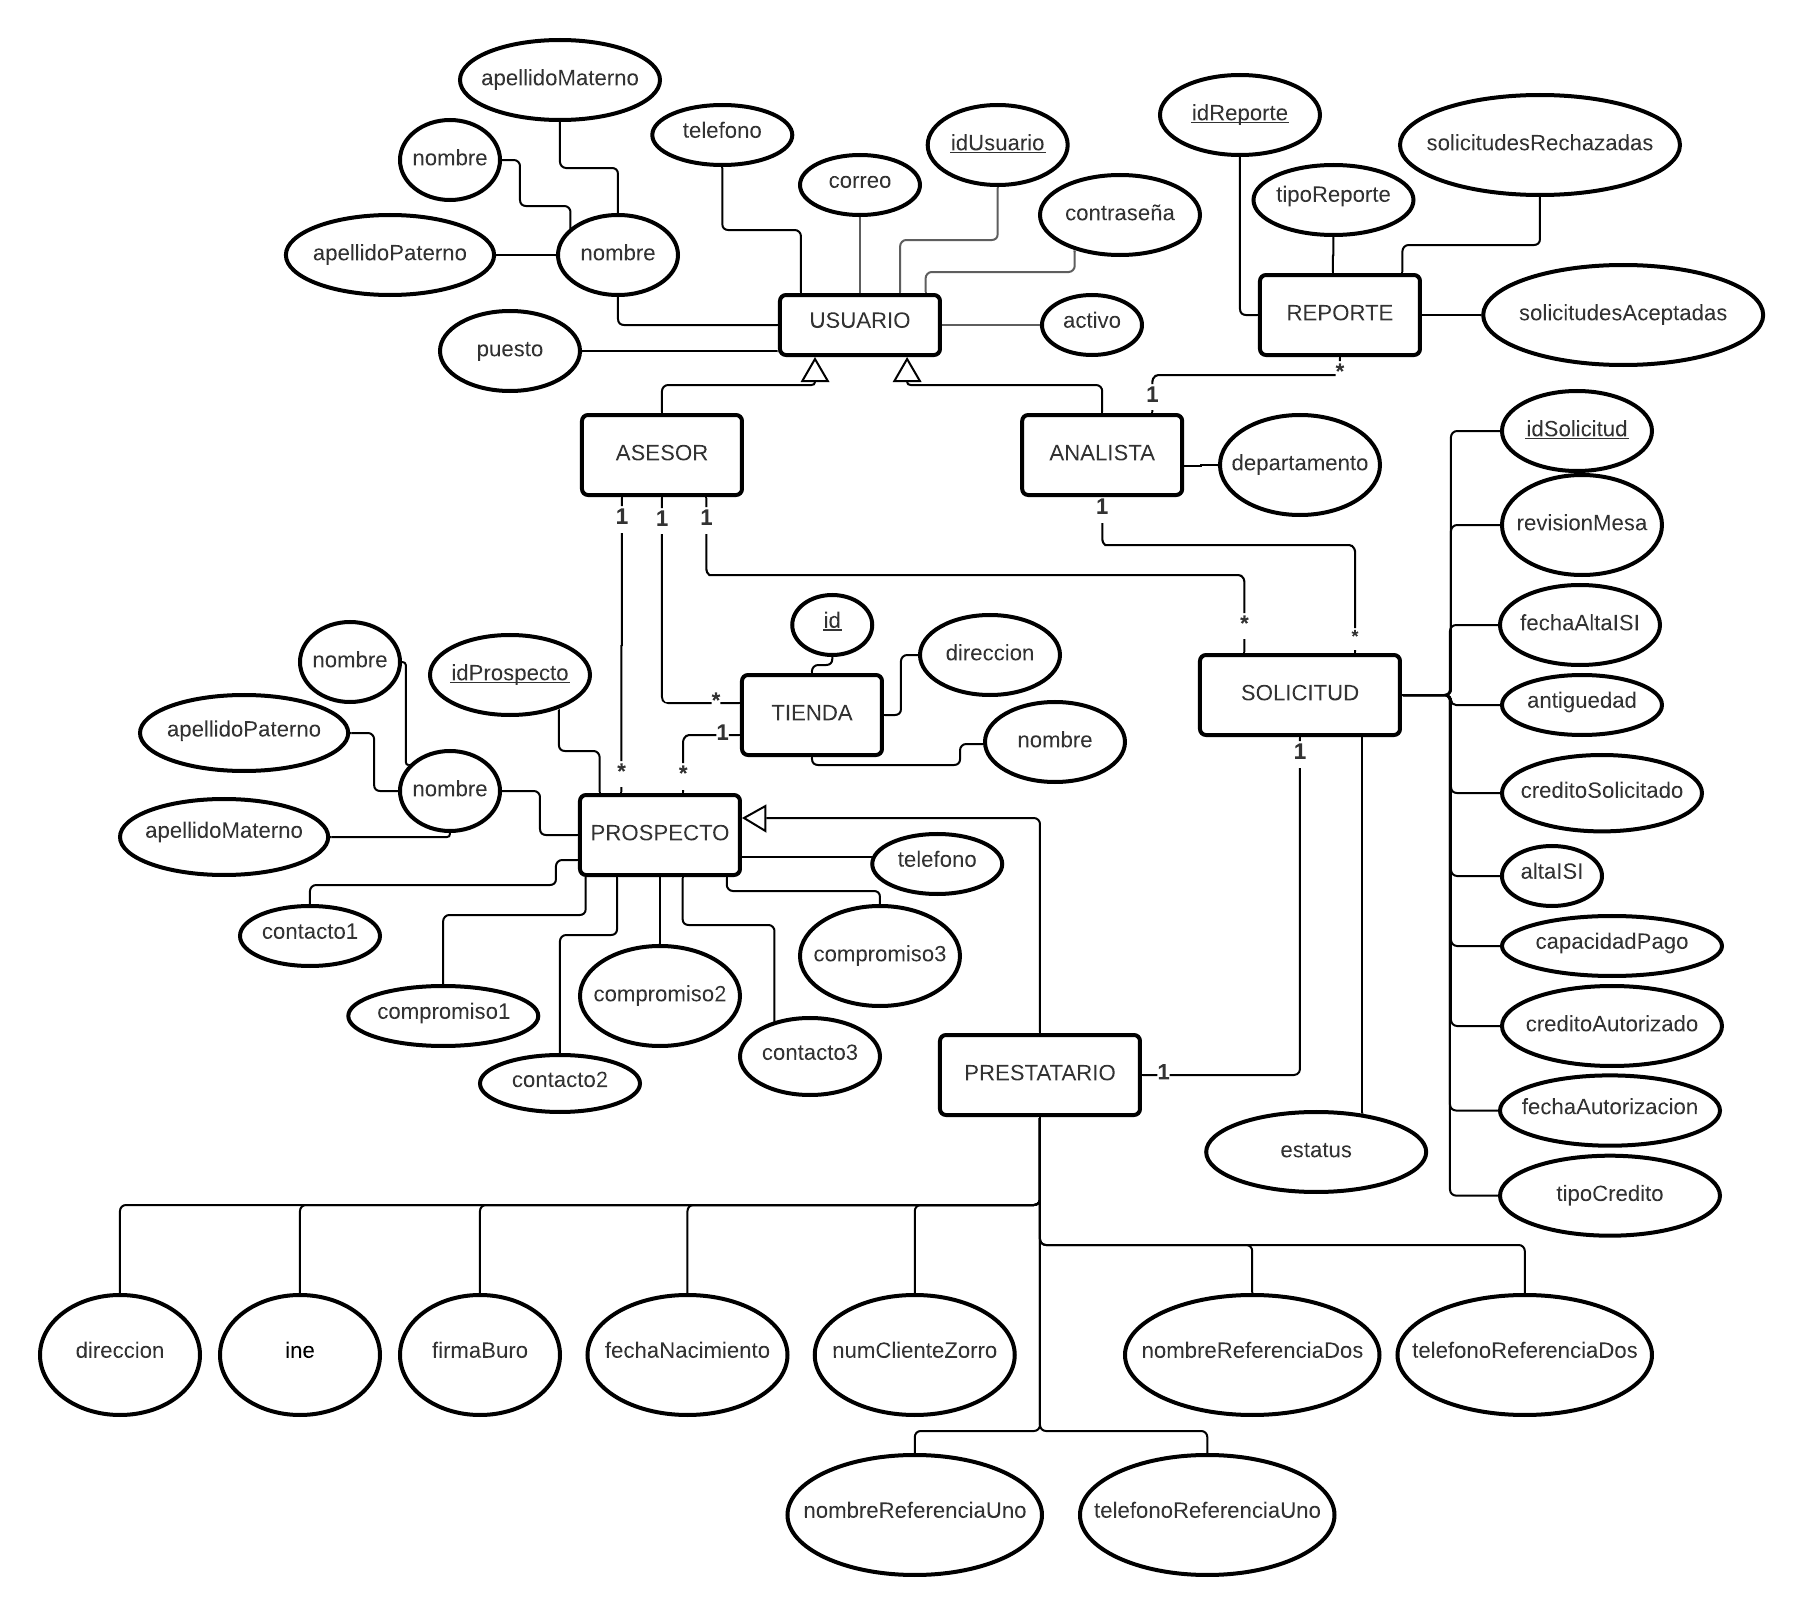 apellidoMaterno
nombre
apellidoPaterno
nombre
telefono
correo
idUsuario
contraseña
activo
puesto
USUARIO
idReporte
tipoReporte
solicitudesRechazadas
solicitudesAceptadas
REPORTE
*
1
ASESOR
ANALISTA
departamento
1
1
1
1
*
*
idSolicitud
revisionMesa
fechaAltaISI
antiguedad
creditoSolicitado
altaISI
capacidadPago
creditoAutorizado
fechaAutorizacion
tipoCredito
SOLICITUD
1
estatus
id
direccion
nombre
TIENDA
*
1
*
*
nombre
idProspecto
apellidoPaterno
nombre
apellidoMaterno
PROSPECTO
telefono
contacto1
compromiso1
contacto2
compromiso2
contacto3
compromiso3
PRESTATARIO
1
direccion
ine
firmaBuro
fechaNacimiento
numClienteZorro
nombreReferenciaDos
telefonoReferenciaDos
nombreReferenciaUno
telefonoReferenciaUno